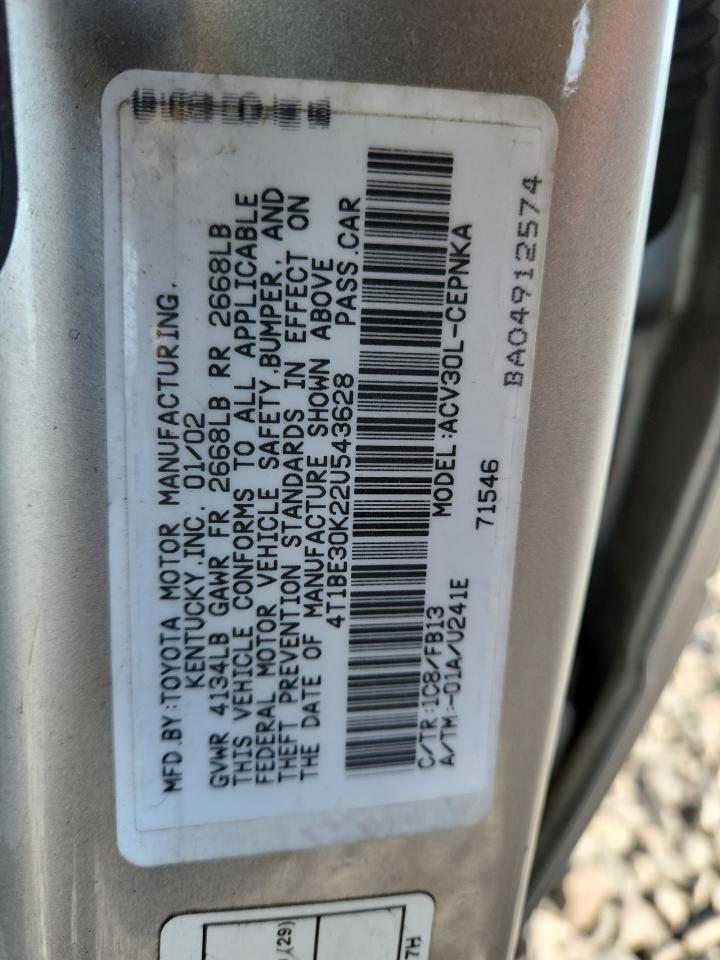 MFD.BY:TOYOTA MOTOR MANUFACTURING,
KENTUCKY,INC. 01/02
GVWR 4134LB GAWR FR 2668LB RR 2668LB
THIS VEHICLE CONFORMS TO ALL APPLICABLE
FEDERAL MOTOR VEHICLE SAFETY,BUMPER, AND
THEFT PREVENTION STANDARDS IN EFFECT ON
THE DATE OF MANUFACTURE SHOWN ABOVE
4T1BE30K22U543628 PASS.CAR
C/TR:1C8/FB13 MODEL:ACV30L-CEPNKA
A/TM:-01A/U241E 71546
BA04912574
(29)
7H